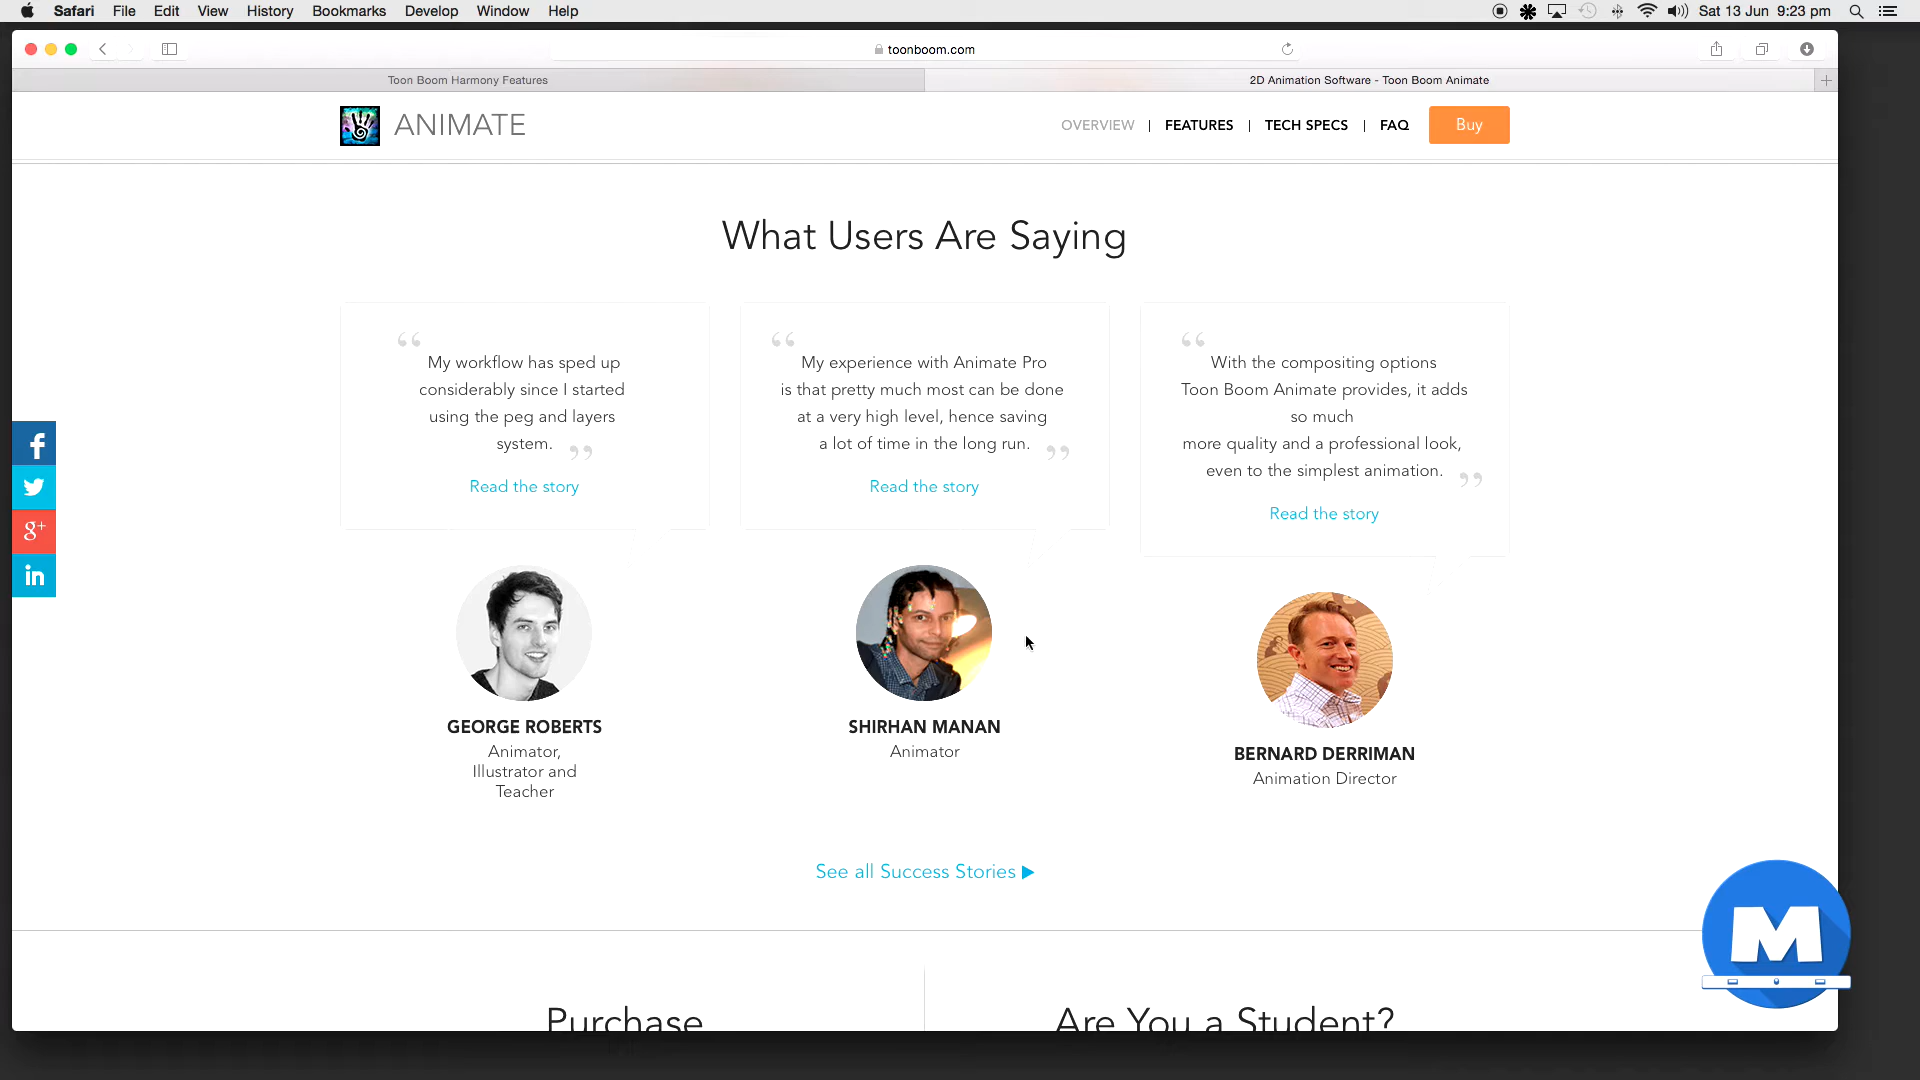 Safari File Edit View History Bookmarks Develop Window Help
Sat 13 Jun 9:23 pm
toonboom.com
Toon Boom Harmony Features
2D Animation Software - Toon Boom Animate
ANIMATE
OVERVIEW | FEATURES | TECH SPECS | FAQ
Buy
What Users Are Saying
“ My workflow has sped up
considerably since I started
using the peg and layers
system. ”
Read the story
“ My experience with Animate Pro
is that pretty much most can be done
at a very high level, hence saving
a lot of time in the long run. ”
Read the story
“ With the compositing options
Toon Boom Animate provides, it adds
so much
more quality and a professional look,
even to the simplest animation. ”
Read the story
f
g+
in
GEORGE ROBERTS
Animator,
Illustrator and
Teacher
SHIRHAN MANAN
Animator
BERNARD DERRIMAN
Animation Director
See all Success Stories
M
Purchase
Are You a Student?